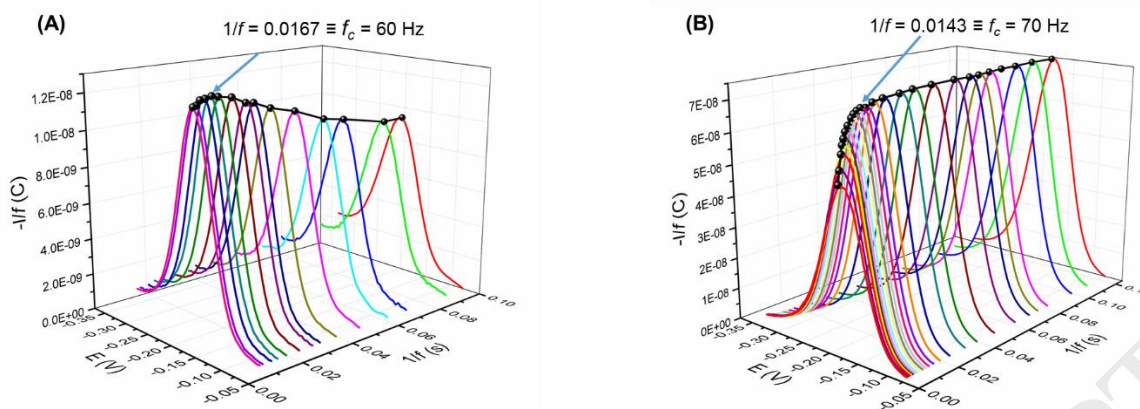 (A)
1/f = 0.0167 ≡ fc = 60 Hz
1.2E-08
1.0E-08
8.0E-09
6.0E-09
4.0E-09
2.0E-09
0.0E+00
-I/f (C)
-0.35
-0.30
-0.25
-0.20
-0.15
-0.10
-0.05
E (V)
0.00
0.02
0.04
0.06
0.08
0.10
1/f (s)
(B)
1/f = 0.0143 ≡ fc = 70 Hz
7E-08
6E-08
5E-08
4E-08
3E-08
2E-08
1E-08
0E+00
-I/f (C)
-0.35
-0.30
-0.25
-0.20
-0.15
-0.10
-0.05
E (V)
0.00
0.02
0.04
0.06
0.08
0.10
1/f (s)